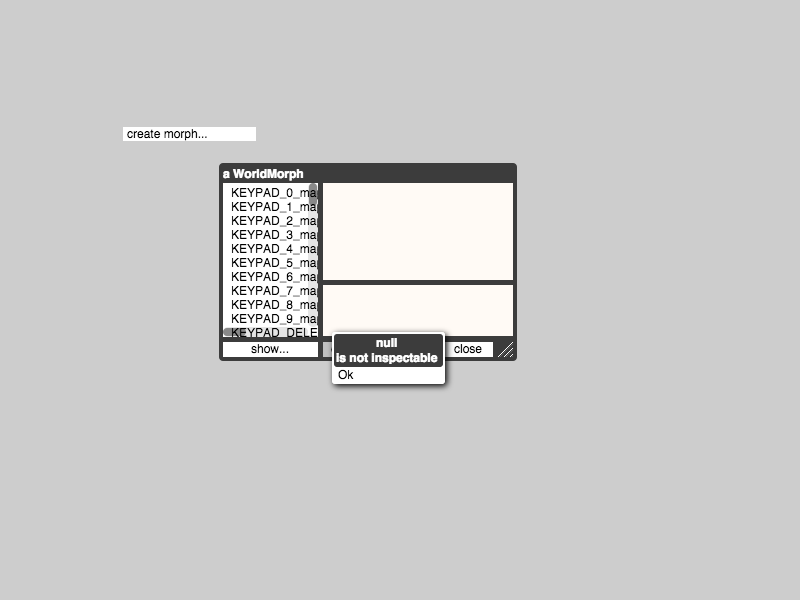 create morph...
a WorldMorph
KEYPAD_0_ma
KEYPAD_1_ma
KEYPAD_2_ma
KEYPAD_3_ma
KEYPAD_4_ma
KEYPAD_5_ma
KEYPAD_6_ma
KEYPAD_7_ma
KEYPAD_8_ma
KEYPAD_9_ma
KEYPAD_DELE
null
is not inspectable
show...
close
Ok